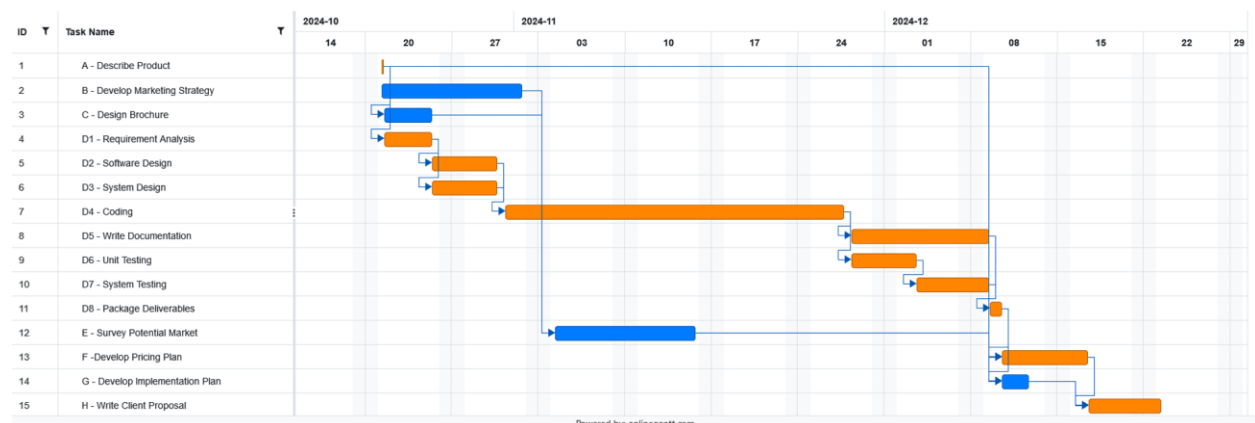 2024-10 2024-11 2024-12
ID Task Name
14 20 27 03 10 17 24 01 08 15 22 29
1 A - Describe Product
2 B - Develop Marketing Strategy
3 C - Design Brochure
4 D1 - Requirement Analysis
5 D2 - Software Design
6 D3 - System Design
7 D4 - Coding
8 D5 - Write Documentation
9 D6 - Unit Testing
10 D7 - System Testing
11 D8 - Package Deliverables
12 E - Survey Potential Market
13 F -Develop Pricing Plan
14 G - Develop Implementation Plan
15 H - Write Client Proposal